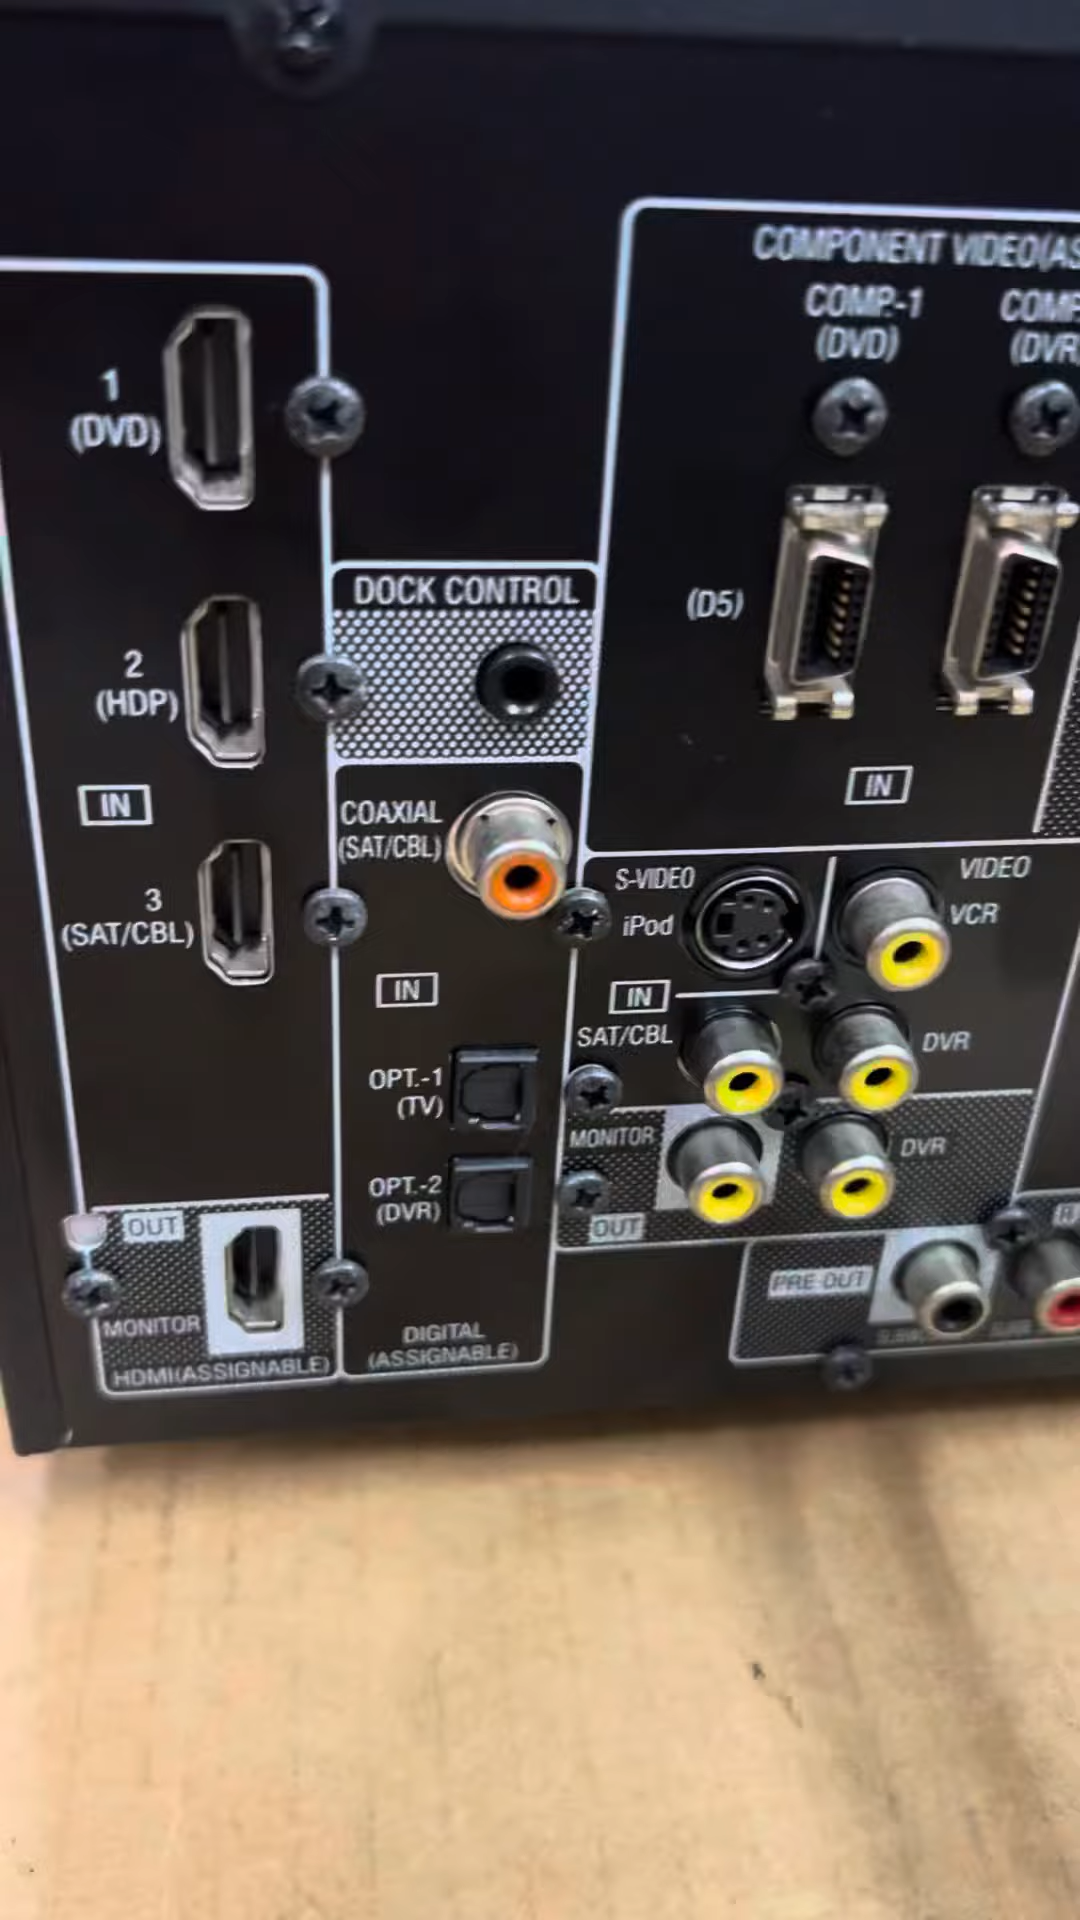 1
(DVD)
2
(HDP)
IN
3
(SAT/CBL)
OUT
MONITOR
HDMI(ASSIGNABLE)
DOCK CONTROL
COAXIAL
(SAT/CBL)
IN
OPT.-1
(TV)
OPT.-2
(DVR)
DIGITAL
(ASSIGNABLE)
COMPONENT VIDEO(AS
COMP.-1
(DVD)
COMP.
(DVR
(D5)
IN
S-VIDEO
iPod
VIDEO
VCR
IN
SAT/CBL
DVR
MONITOR
DVR
OUT
PRE OUT